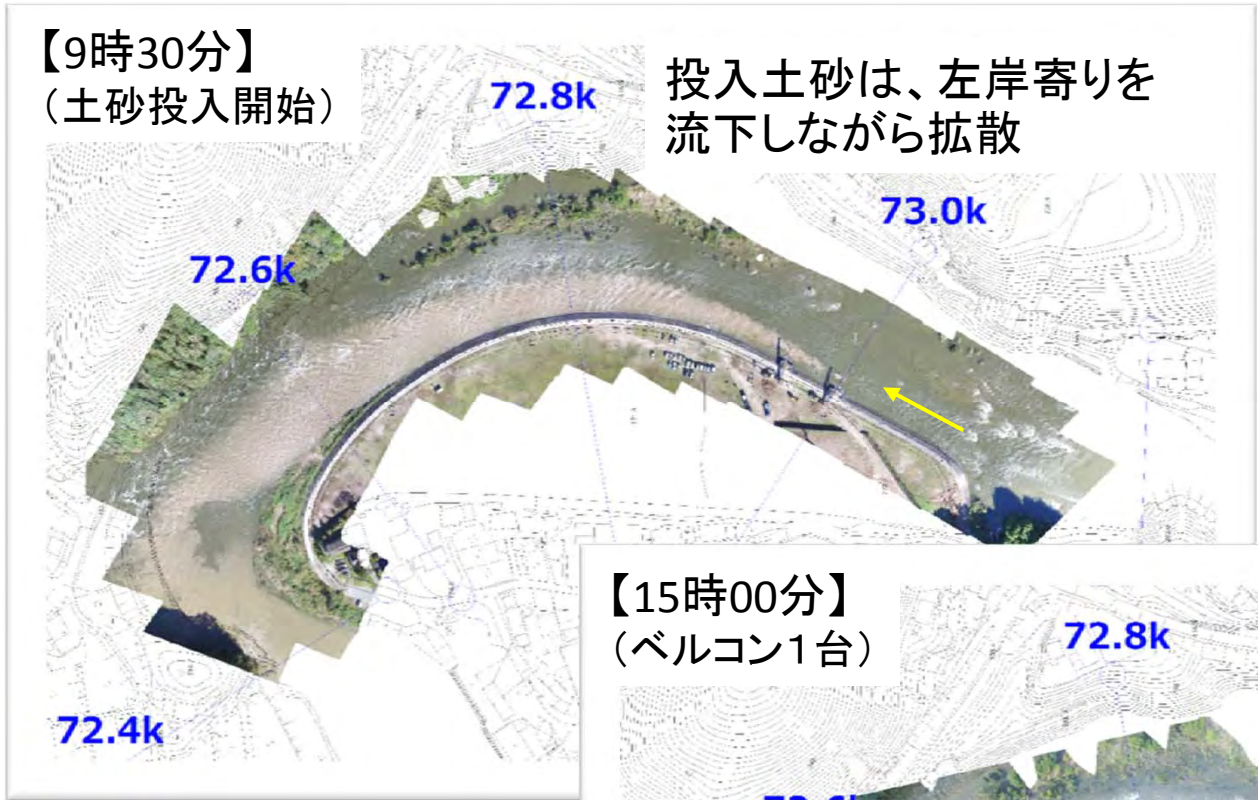 【9時30分】
（土砂投入開始）
72.8k
投入土砂は、左岸寄りを
流下しながら拡散
73.0k
72.6k
72.4k
【15時00分】
（ベルコン１台）
72.8k